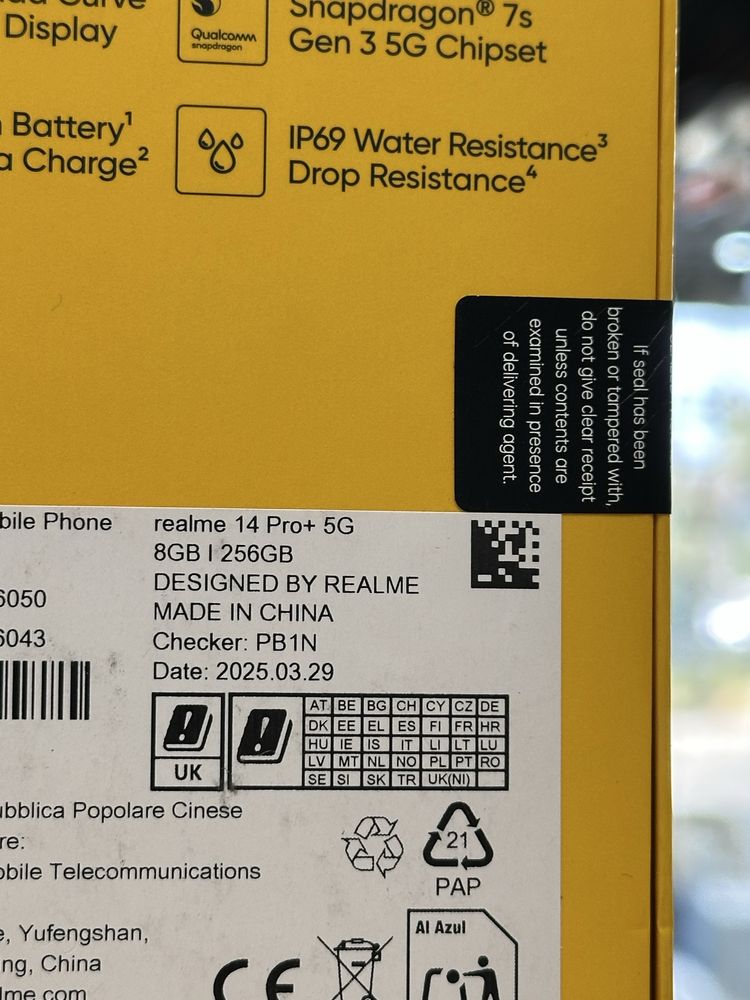 Display
Qualcomm
snapdragon
Snapdragon® 7s
Gen 3 5G Chipset
Battery¹
Charge²
IP69 Water Resistance³
Drop Resistance⁴
If seal has been
broken or tampered with,
do not give clear receipt
unless contents are
examined in presence
of delivering agent.
Phone
6050
6043
realme 14 Pro+ 5G
8GB | 256GB
DESIGNED BY REALME
MADE IN CHINA
Checker: PB1N
Date: 2025.03.29
UK
AT BE BG CH CY CZ DE
DK EE EL ES FI FR HR
HU IE IS IT LI LT LU
LV MT NL NO PL PT RO
SE SI SK TR UK(NI)
ubblica Popolare Cinese
re:
obile Telecommunications
e, Yufengshan,
ng, China
lme.com
21
PAP
CE
Al Azul